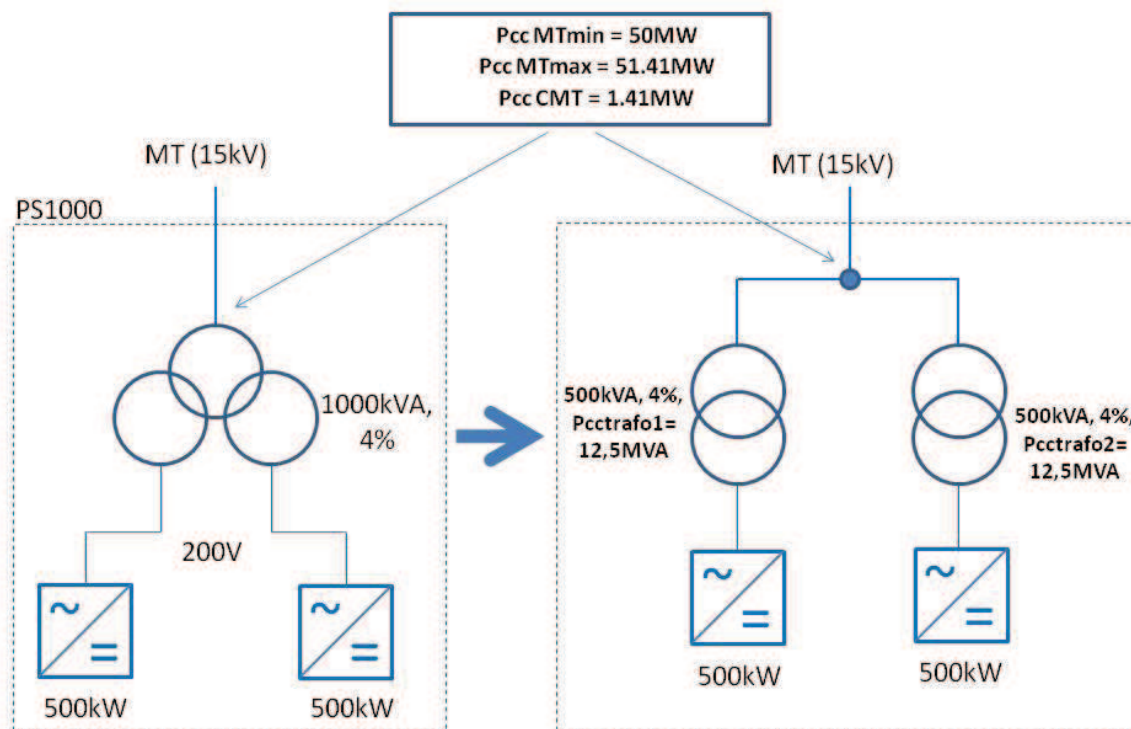 Pcc MTmin = 50MW
Pcc MTmax = 51.41MW
Pcc CMT = 1.41MW
MT (15kV)
MT (15kV)
PS1000
1000kVA,
4%
500kVA, 4%,
Pcctrafo1=
12,5MVA
500kVA, 4%,
Pcctrafo2=
12,5MVA
200V
~
=
~
=
~
=
~
=
500kW
500kW
500kW
500kW